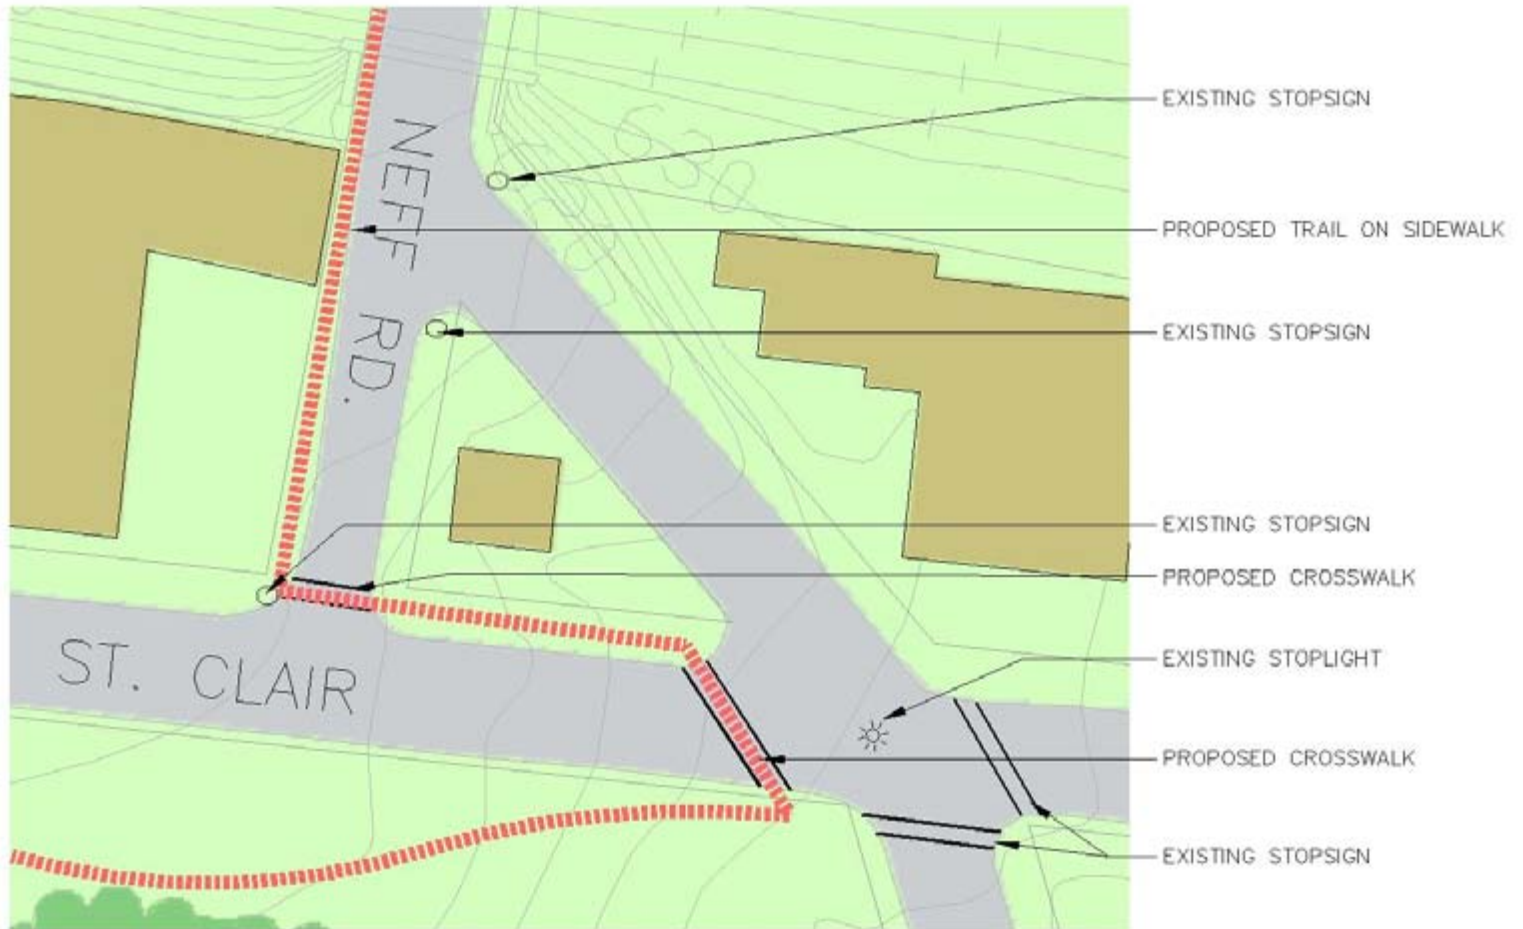 EXISTING STOPSIGN
NEFF RD.
PROPOSED TRAIL ON SIDEWALK
EXISTING STOPSIGN
EXISTING STOPSIGN
PROPOSED CROSSWALK
ST. CLAIR
EXISTING STOPLIGHT
PROPOSED CROSSWALK
EXISTING STOPSIGN